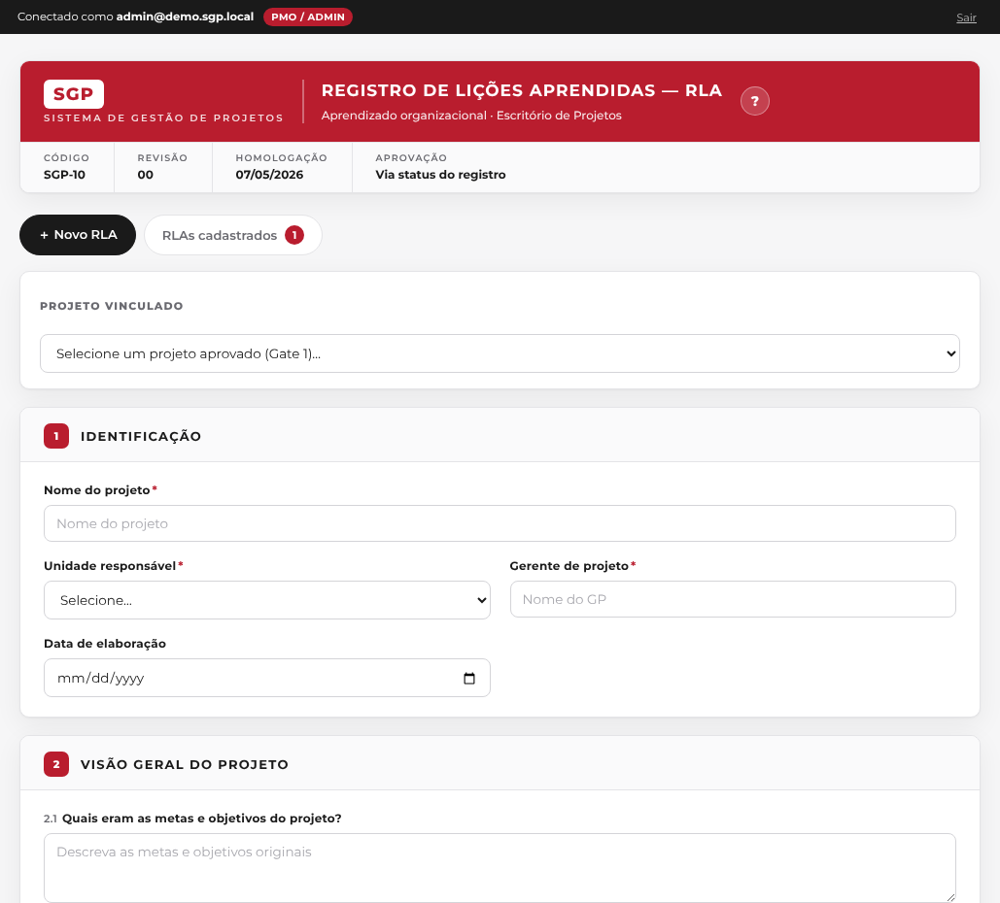 Conectado como admin@demo.sgp.local PMO / ADMIN Sair
SGP
SISTEMA DE GESTÃO DE PROJETOS
REGISTRO DE LIÇÕES APRENDIDAS — RLA
Aprendizado organizacional · Escritório de Projetos
?
CÓDIGO
SGP-10
REVISÃO
00
HOMOLOGAÇÃO
07/05/2026
APROVAÇÃO
Via status do registro
+ Novo RLA
RLAs cadastrados 1
PROJETO VINCULADO
Selecione um projeto aprovado (Gate 1)...
1 IDENTIFICAÇÃO
Nome do projeto*
Nome do projeto
Unidade responsável*
Selecione...
Gerente de projeto*
Nome do GP
Data de elaboração
mm/dd/yyyy
2 VISÃO GERAL DO PROJETO
2.1 Quais eram as metas e objetivos do projeto?
Descreva as metas e objetivos originais